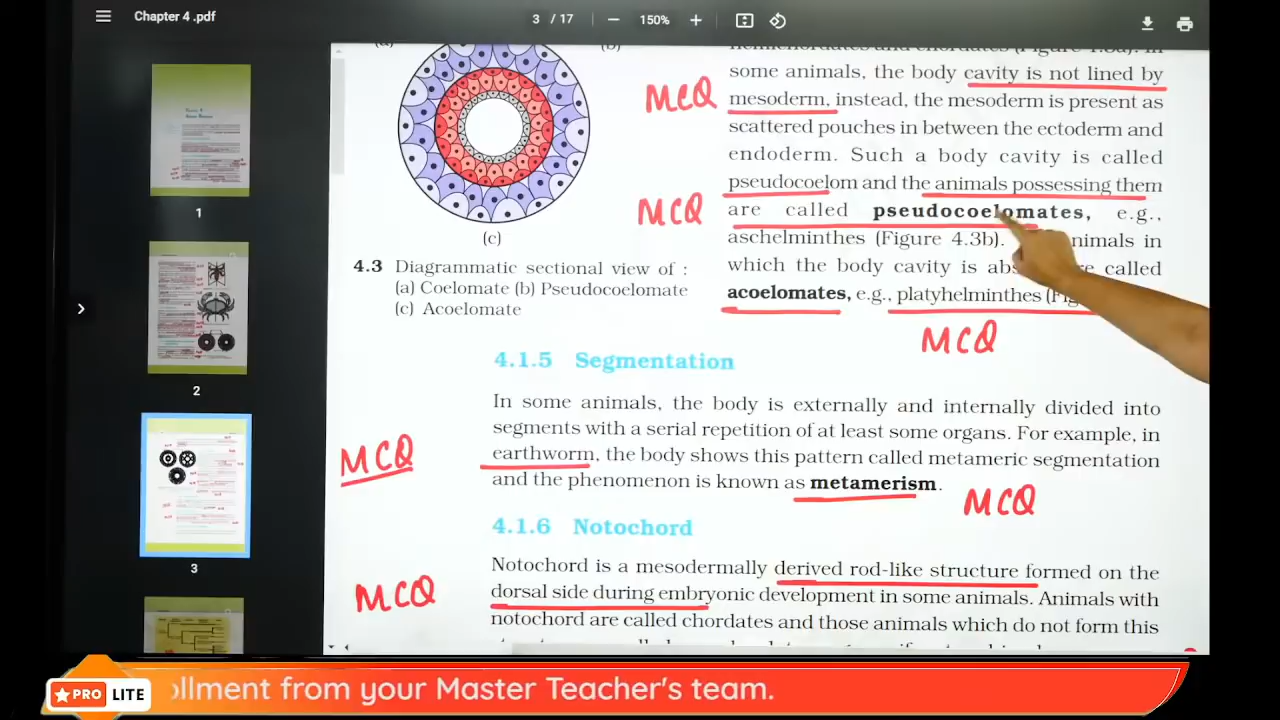 Chapter 4 .pdf
3 / 17
150%
1
2
3
(c)
4.3 Diagrammatic sectional view of :
(a) Coelomate (b) Pseudocoelomate
(c) Acoelomate
some animals, the body cavity is not lined by
mesoderm, instead, the mesoderm is present as
scattered pouches in between the ectoderm and
endoderm. Such a body cavity is called
pseudocoelom and the animals possessing them
are called pseudocoelomates, e.g.,
aschelminthes (Figure 4.3b).
which the body cavity is called
acoelomates, e.g., platyhelminthes
MCQ
MCQ
MCQ
4.1.5 Segmentation
In some animals, the body is externally and internally divided into
segments with a serial repetition of at least some organs. For example, in
earthworm, the body shows this pattern called metameric segmentation
and the phenomenon is known as metamerism.
MCQ
MCQ
4.1.6 Notochord
Notochord is a mesodermally derived rod-like structure formed on the
dorsal side during embryonic development in some animals. Animals with
notochord are called chordates and those animals which do not form this
MCQ
PRO LITE
llment from your Master Teacher's team.